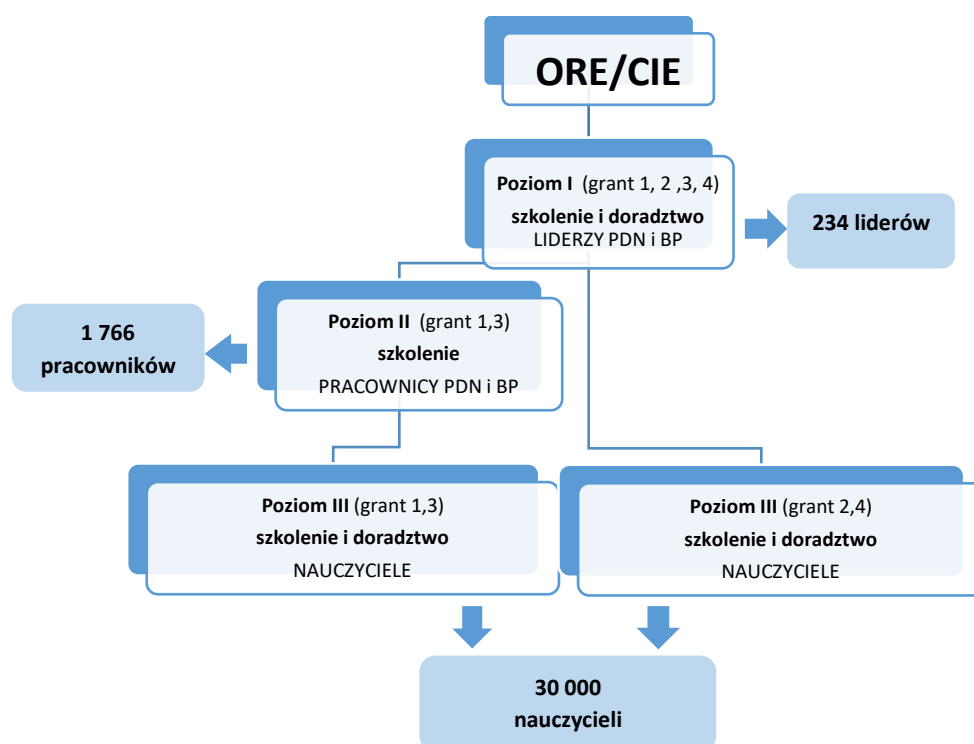 ORE/CIE
Poziom I (grant 1, 2 ,3, 4)
szkolenie i doradztwo
LIDERZY PDN i BP
234 liderów
Poziom II (grant 1,3)
szkolenie
PRACOWNICY PDN i BP
1 766
pracowników
Poziom III (grant 1,3)
szkolenie i doradztwo
NAUCZYCIELE
Poziom III (grant 2,4)
szkolenie i doradztwo
NAUCZYCIELE
30 000
nauczycieli